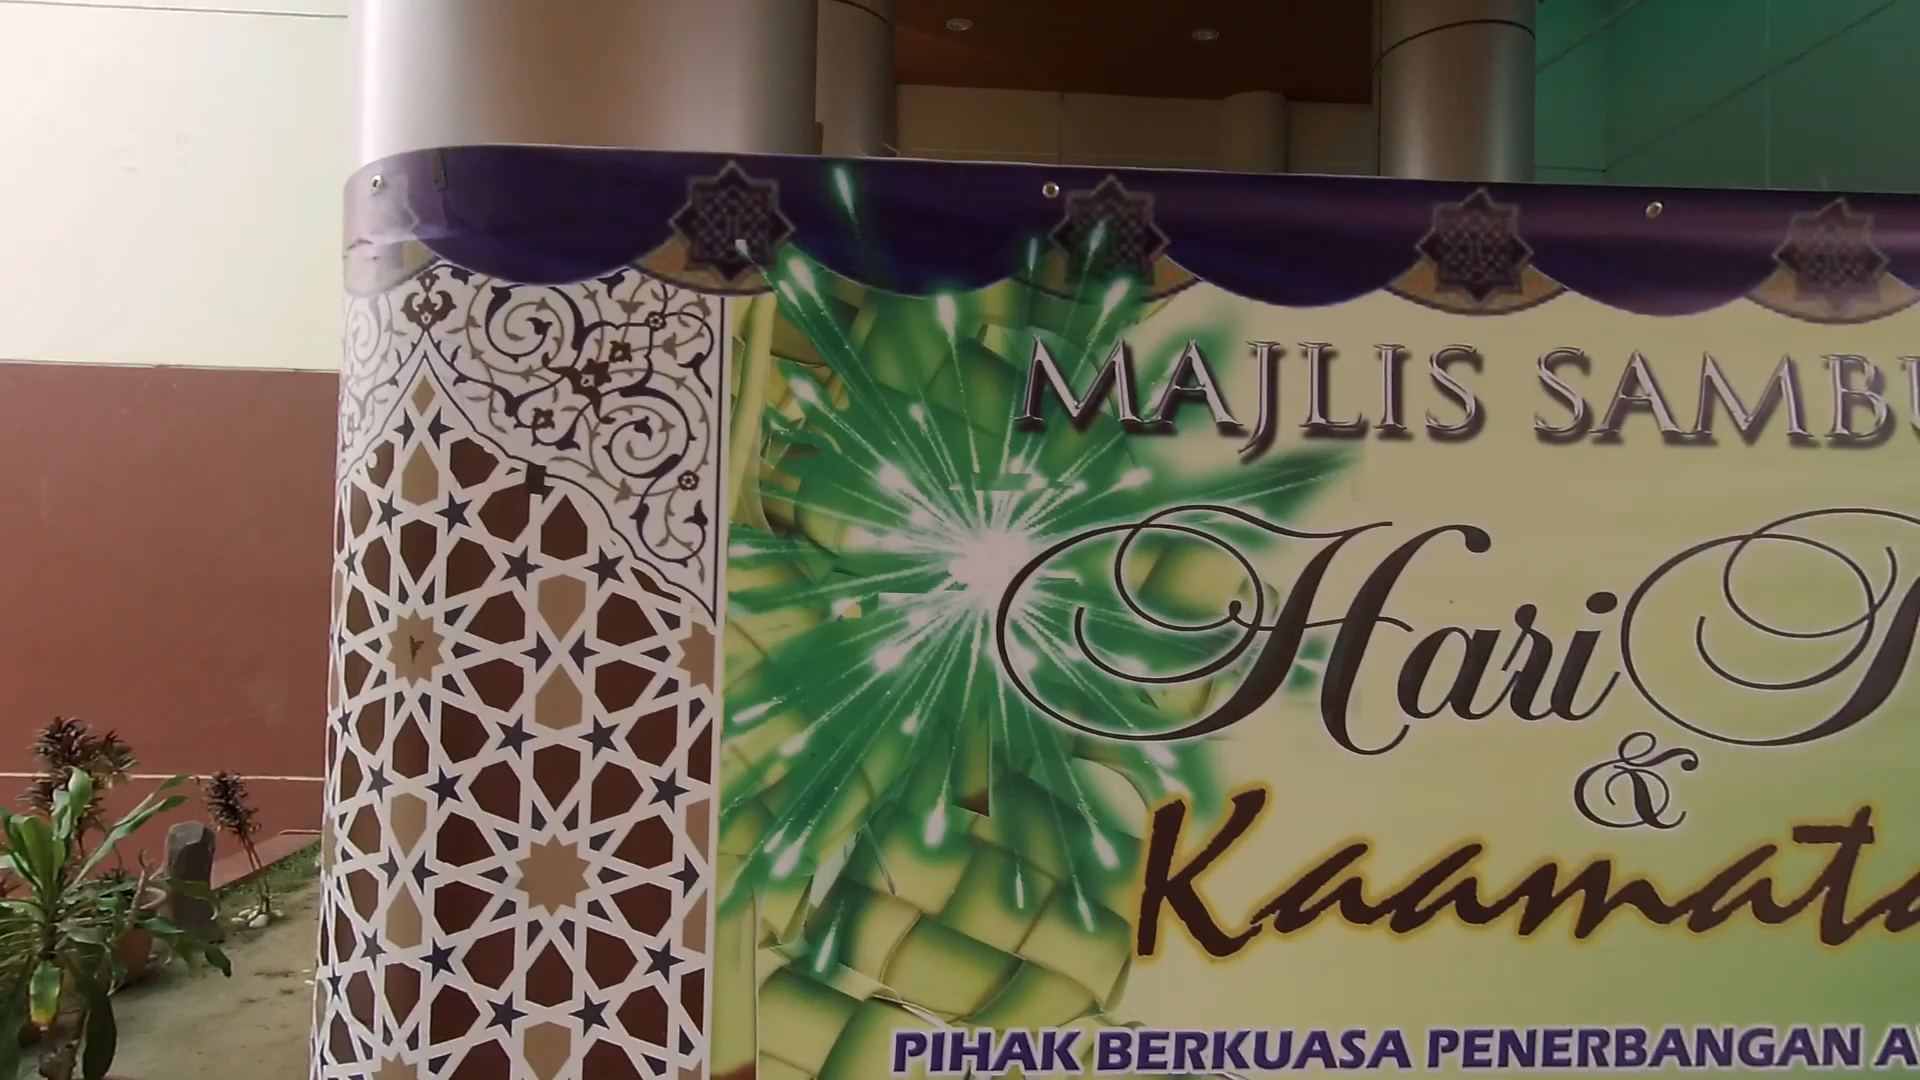 MAJLIS SAMBU
Hari
&
Kaamata
PIHAK BERKUASA PENERBANGAN A